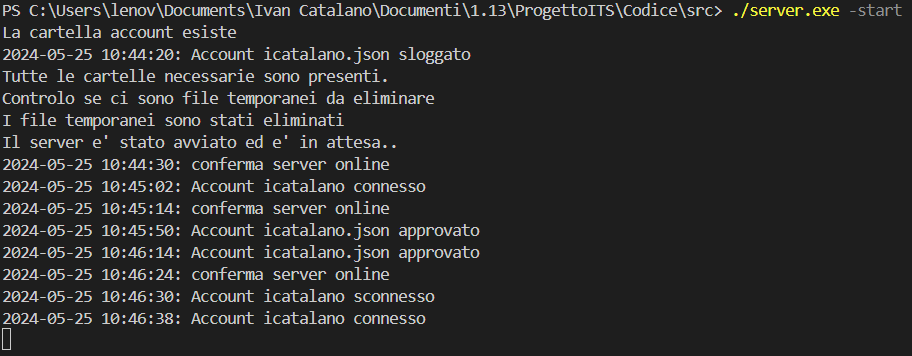 PS C:\Users\lenov\Documents\Ivan Catalano\Documenti\1.13\ProgettoITS\Codice\src> ./server.exe -start
La cartella account esiste
2024-05-25 10:44:20: Account icatalano.json sloggato
Tutte le cartelle necessarie sono presenti.
Controlo se ci sono file temporanei da eliminare
I file temporanei sono stati eliminati
Il server e' stato avviato ed e' in attesa..
2024-05-25 10:44:30: conferma server online
2024-05-25 10:45:02: Account icatalano connesso
2024-05-25 10:45:14: conferma server online
2024-05-25 10:45:50: Account icatalano.json approvato
2024-05-25 10:46:14: Account icatalano.json approvato
2024-05-25 10:46:24: conferma server online
2024-05-25 10:46:30: Account icatalano sconnesso
2024-05-25 10:46:38: Account icatalano connesso